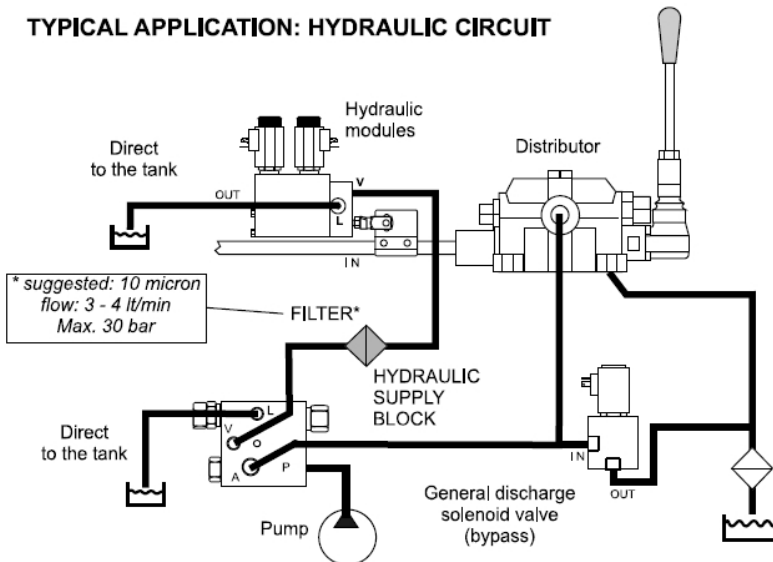 TYPICAL APPLICATION: HYDRAULIC CIRCUIT
Hydraulic
modules
Distributor
Direct
to the tank
OUT
V
L
IN
* suggested: 10 micron
flow: 3 - 4 lt/min
Max. 30 bar
FILTER*
HYDRAULIC
SUPPLY
BLOCK
L
V
O
A
P
Direct
to the tank
Pump
IN
OUT
General discharge
solenoid valve
(bypass)